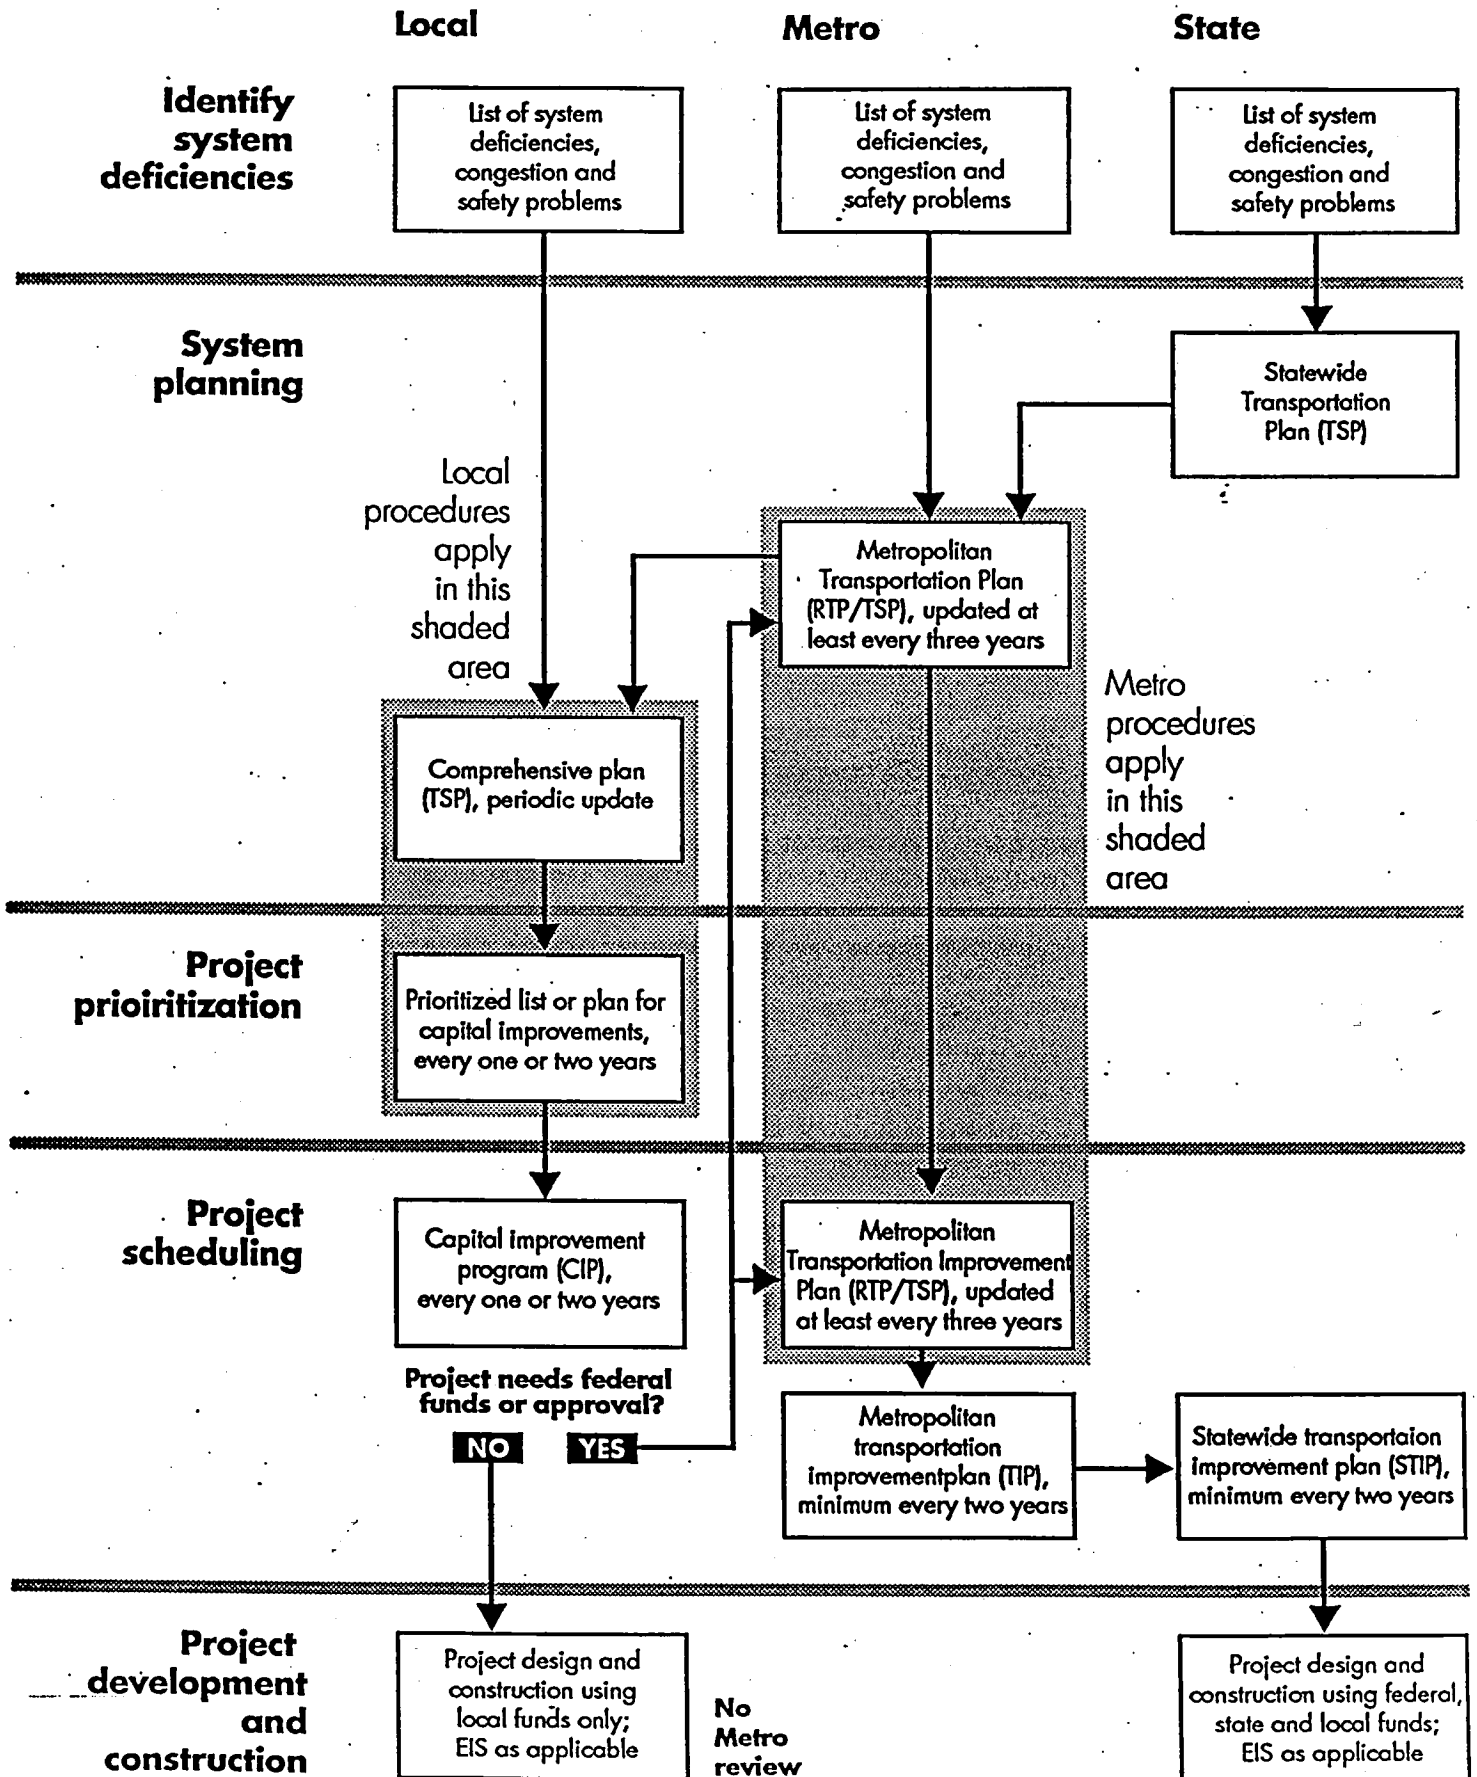 Local
Metro
State
Identify
system
deficiencies
List of system
deficiencies,
congestion and
safety problems
List of system
deficiencies,
congestion and
safety problems
List of system
deficiencies,
congestion and
safety problems
System
planning
Statewide
Transportation
Plan (TSP)
Local
procedures
apply
in this
shaded
area
Metropolitan
Transportation Plan
(RTP/TSP), updated at
least every three years
Metro
procedures
apply
in this
shaded
area
Comprehensive plan
(TSP), periodic update
Project
prioiritization
Prioritized list or plan for
capital improvements,
every one or two years
Project
scheduling
Capital improvement
program (CIP),
every one or two years
Metropolitan
Transportation Improvement
Plan (RTP/TSP), updated
at least every three years
Project needs federal
funds or approval?
NO
YES
Metropolitan
transportation
improvementplan (TIP),
minimum every two years
Statewide transportaion
improvement plan (STIP),
minimum every two years
Project
development
and
construction
Project design and
construction using
local funds only;
EIS as applicable
No
Metro
review
Project design and
construction using federal,
state and local funds;
EIS as applicable